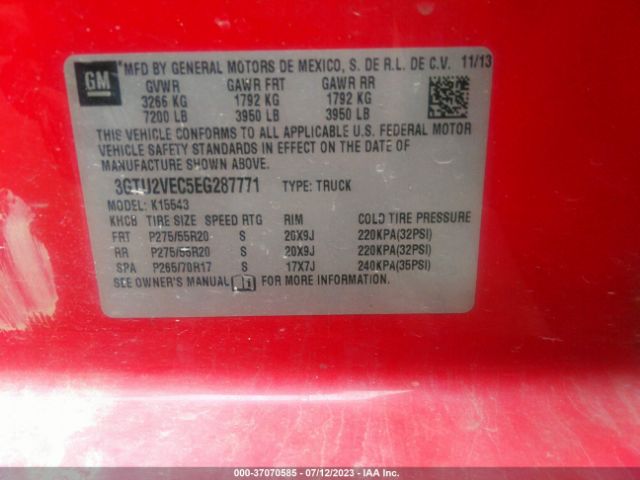 GM
*MFD BY GENERAL MOTORS DE MEXICO, S. DE R.L. DE C.V. 11/13
GVWR GAWR FRT GAWR RR
3266 KG 1792 KG 1792 KG
7200 LB 3950 LB 3950 LB
THIS VEHICLE CONFORMS TO ALL APPLICABLE U.S. FEDERAL MOTOR
VEHICLE SAFETY STANDARDS IN EFFECT ON THE DATE OF
MANUFACTURE SHOWN ABOVE.
3GTU2VEC5EG287771 TYPE: TRUCK
MODEL: K15543
KHCB TIRE SIZE SPEED RTG RIM COLD TIRE PRESSURE
FRT P275/55R20 S 20X9J 220KPA(32PSI)
RR P275/55R20 S 20X9J 220KPA(32PSI)
SPA P265/70R17 S 17X7J 240KPA(35PSI)
SEE OWNER'S MANUAL FOR MORE INFORMATION.
000-37070585 - 07/12/2023 - IAA Inc.